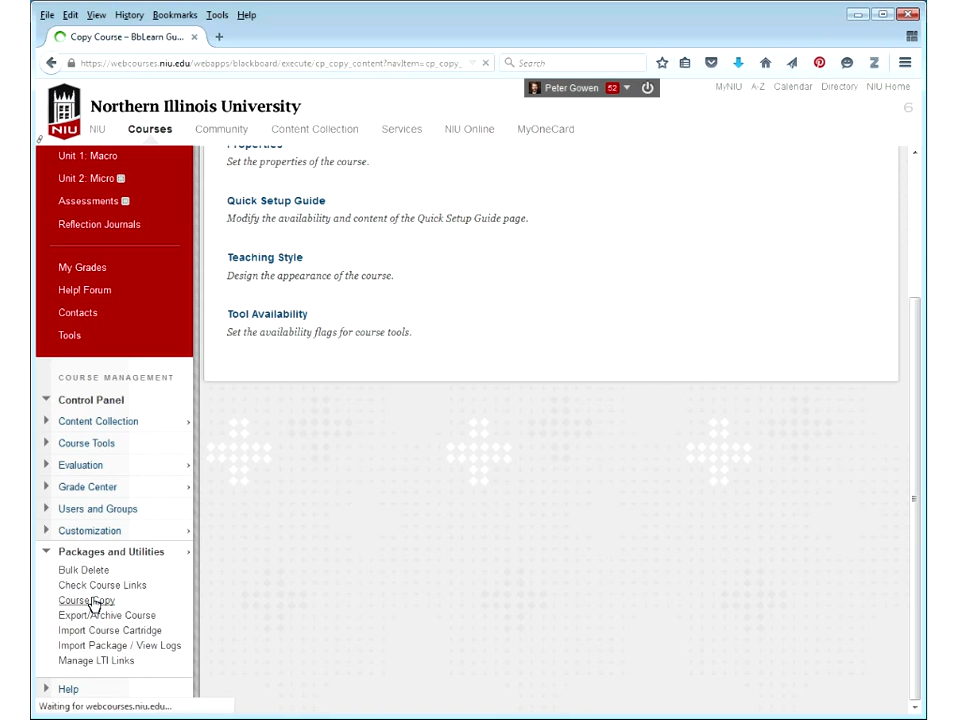 File Edit View History Bookmarks Tools Help
Copy Course – BbLearn Gu...
https://webcourses.niu.edu/webapps/blackboard/execute/cp_copy_content?navItem=cp_copy_
Search
Peter Gowen 52
MyNIU A-Z Calendar Directory NIU Home
NIU
Northern Illinois University
6
NIU Courses Community Content Collection Services NIU Online MyOneCard
Unit 1: Macro
Unit 2: Micro
Assessments
Reflection Journals
My Grades
Help! Forum
Contacts
Tools
COURSE MANAGEMENT
Control Panel
Content Collection
Course Tools
Evaluation
Grade Center
Users and Groups
Customization
Packages and Utilities
Bulk Delete
Check Course Links
Course Copy
Export/Archive Course
Import Course Cartridge
Import Package / View Logs
Manage LTI Links
Help
Properties
Set the properties of the course.
Quick Setup Guide
Modify the availability and content of the Quick Setup Guide page.
Teaching Style
Design the appearance of the course.
Tool Availability
Set the availability flags for course tools.
Waiting for webcourses.niu.edu...